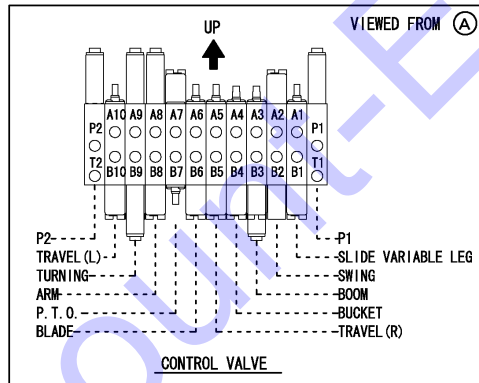 UP
VIEWED FROM A
P2 A10 A9 A8 A7 A6 A5 A4 A3 A2 A1 P1
T2 B10 B9 B8 B7 B6 B5 B4 B3 B2 B1 T1
P2 P1
TRAVEL(L) SLIDE VARIABLE LEG
TURNING SWING
ARM BOOM
P.T.O. BUCKET
BLADE TRAVEL(R)
CONTROL VALVE
ount-E